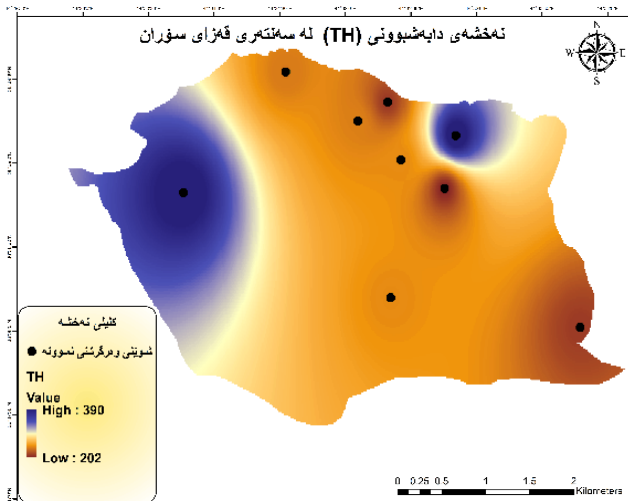 نەخشەی دابەشبوونی (TH) لە سەنتەری قەزای سۆران
N
W E
S
کلیلی نەخشە
شوێنی وەرگرتنی نموونە
TH
Value
High : 390
Low : 202
0 0.25 0.5 1 1.5 2
Kilometers